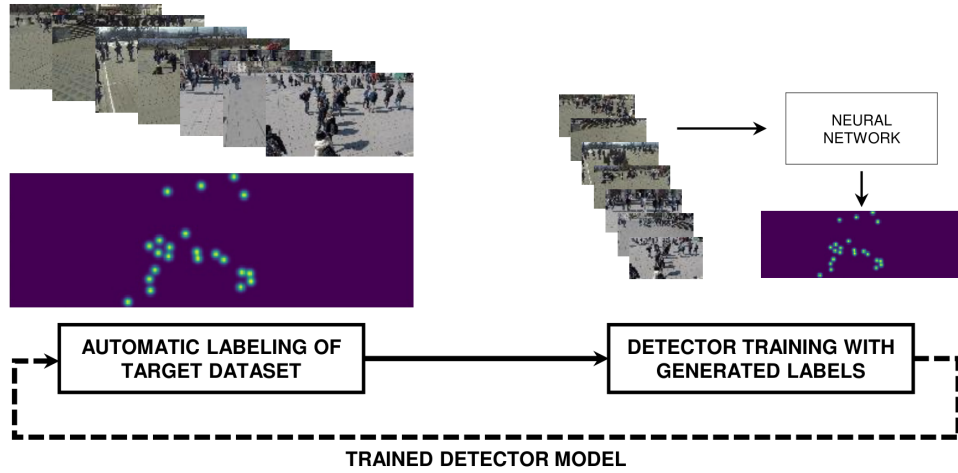 NEURAL
NETWORK
AUTOMATIC LABELING OF
TARGET DATASET
DETECTOR TRAINING WITH
GENERATED LABELS
TRAINED DETECTOR MODEL